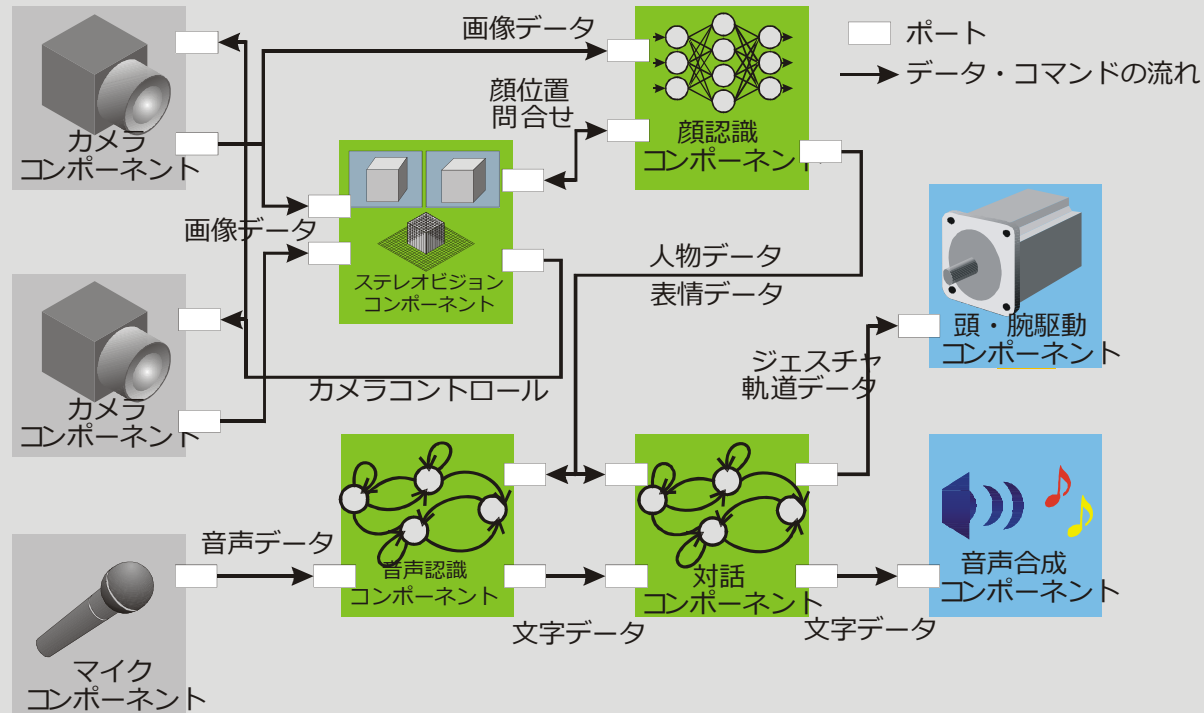 画像データ
ポート
データ・コマンドの流れ
顔位置
問合せ
カメラ
コンポーネント
顔認識
コンポーネント
画像データ
ステレオビジョン
コンポーネント
人物データ
表情データ
頭・腕駆動
コンポーネント
カメラ
コンポーネント
カメラコントロール
ジェスチャ
軌道データ
音声データ
音声認識
コンポーネント
対話
コンポーネント
音声合成
コンポーネント
文字データ
文字データ
マイク
コンポーネント